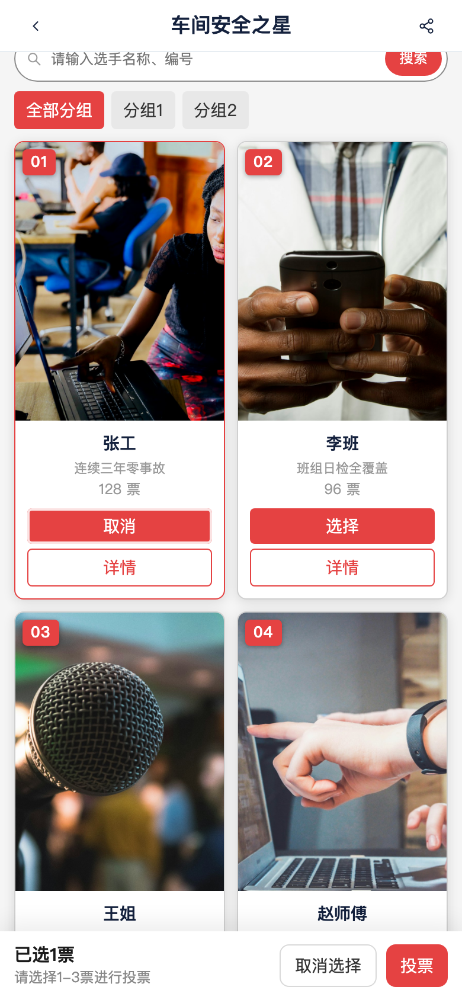 车间安全之星
请输入选手名称、编号
搜索
全部分组
分组1
分组2
01
02
张工
李班
连续三年零事故
班组日检全覆盖
128 票
96 票
取消
选择
详情
详情
03
04
王姐
赵师傅
已选1票
请选择1-3票进行投票
取消选择
投票